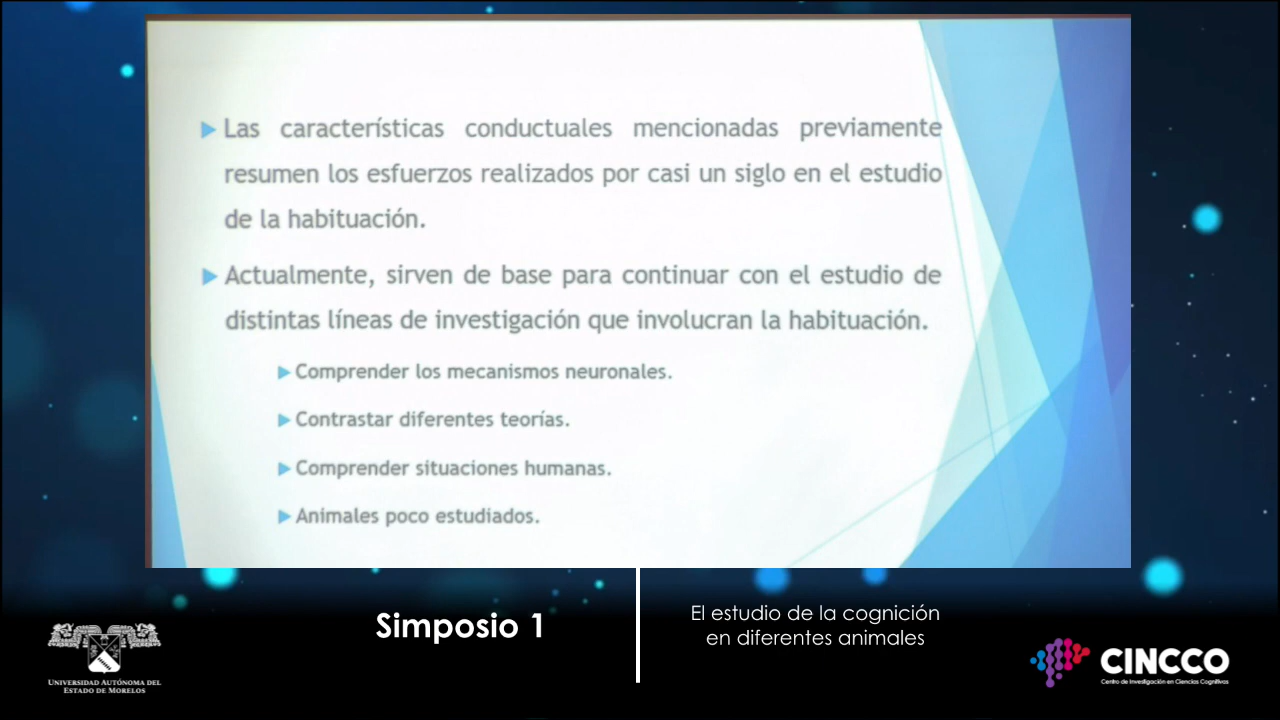 Las características conductuales mencionadas previamente
resumen los esfuerzos realizados por casi un siglo en el estudio
de la habituación.
Actualmente, sirven de base para continuar con el estudio de
distintas líneas de investigación que involucran la habituación.
Comprender los mecanismos neuronales.
Contrastar diferentes teorías.
Comprender situaciones humanas.
Animales poco estudiados.
Simposio 1
El estudio de la cognición
en diferentes animales
UNIVERSIDAD AUTÓNOMA DEL
ESTADO DE MORELOS
CINCCO
Centro de Investigación en Ciencias Cognitivas